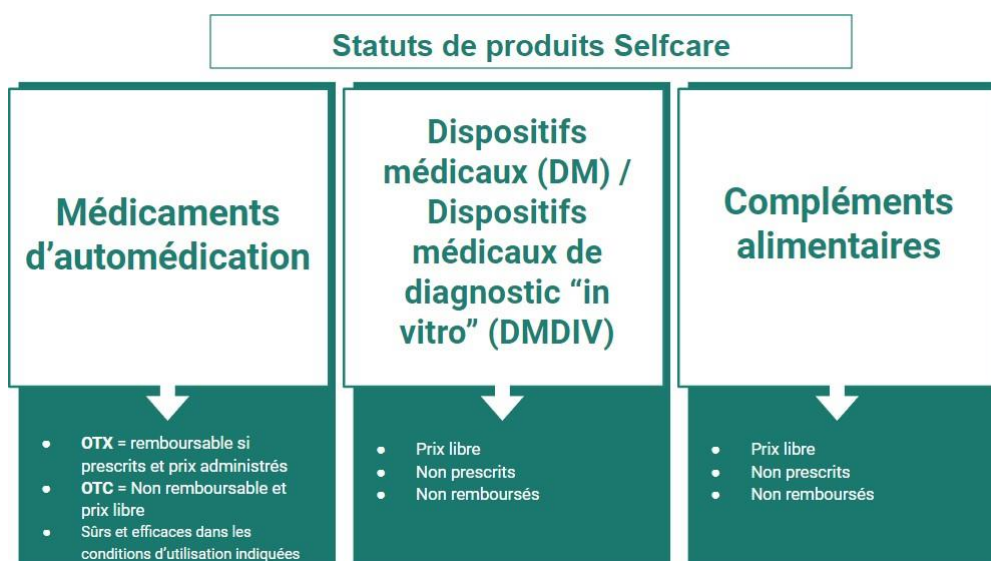 Statuts de produits Selfcare
Médicaments
d’automédication
Dispositifs
médicaux (DM) /
Dispositifs
médicaux de
diagnostic “in
vitro” (DMDIV)
Compléments
alimentaires
● OTX = remboursable si
prescrits et prix administrés
● OTC = Non remboursable et
prix libre
● Sûrs et efficaces dans les
conditions d’utilisation indiquées
● Prix libre
● Non prescrits
● Non remboursés
● Prix libre
● Non prescrits
● Non remboursés